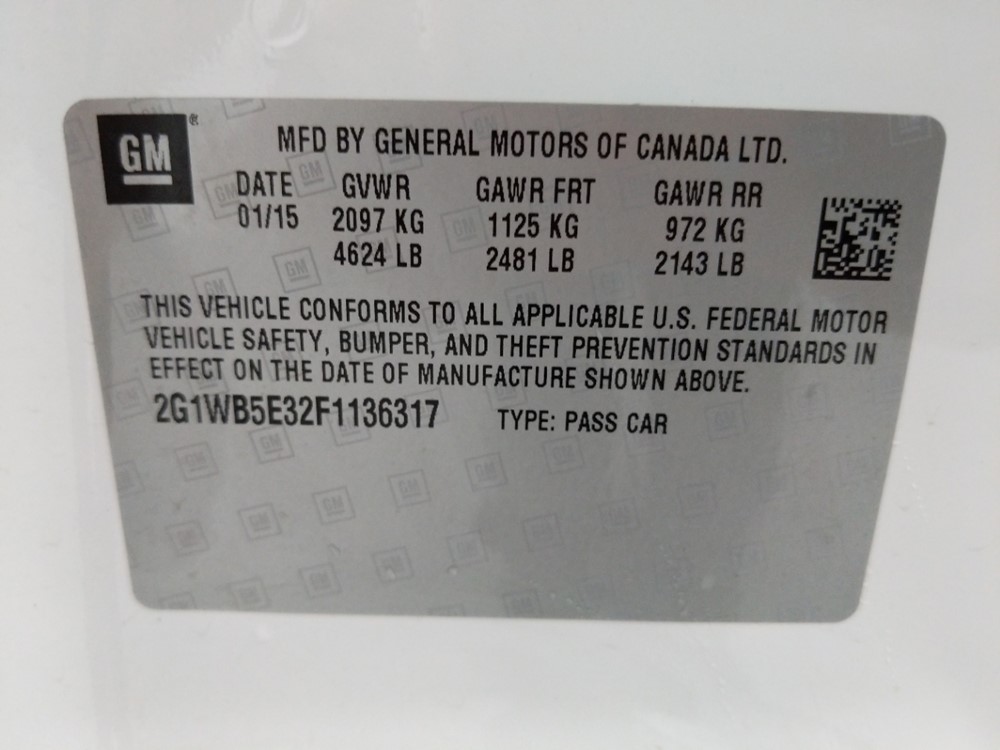 GM®
MFD BY GENERAL MOTORS OF CANADA LTD.
DATE GVWR GAWR FRT GAWR RR
01/15 2097 KG 1125 KG 972 KG
4624 LB 2481 LB 2143 LB
THIS VEHICLE CONFORMS TO ALL APPLICABLE U.S. FEDERAL MOTOR
VEHICLE SAFETY, BUMPER, AND THEFT PREVENTION STANDARDS IN
EFFECT ON THE DATE OF MANUFACTURE SHOWN ABOVE.
2G1WB5E32F1136317 TYPE: PASS CAR